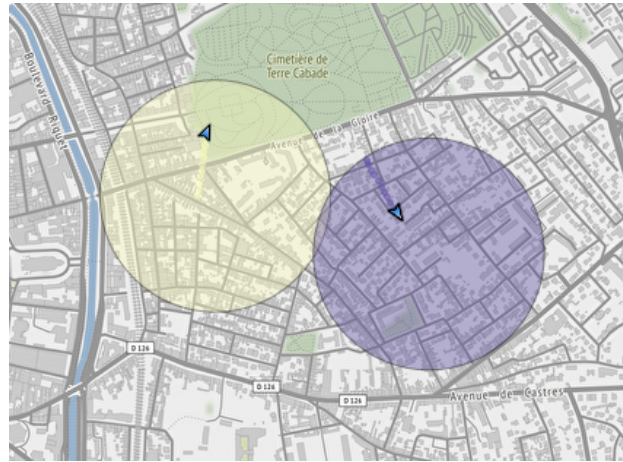 Cimetière de
Terre Cabade
Boulevard Riquet
Avenue de la Gloire
D 126
D 126
D 126
Avenue de Castres